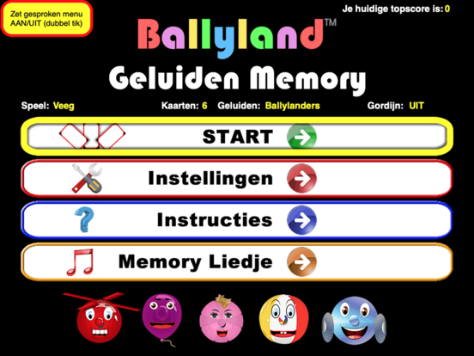 Zet gesproken menu
AAN/UIT (dubbel tik)
Je huidige topscore is: 0
Ballyland™
Geluiden Memory
Speel: Veeg Kaarten: 6 Geluiden: Ballylanders Gordijn: UIT
START
Instellingen
Instructies
Memory Liedje